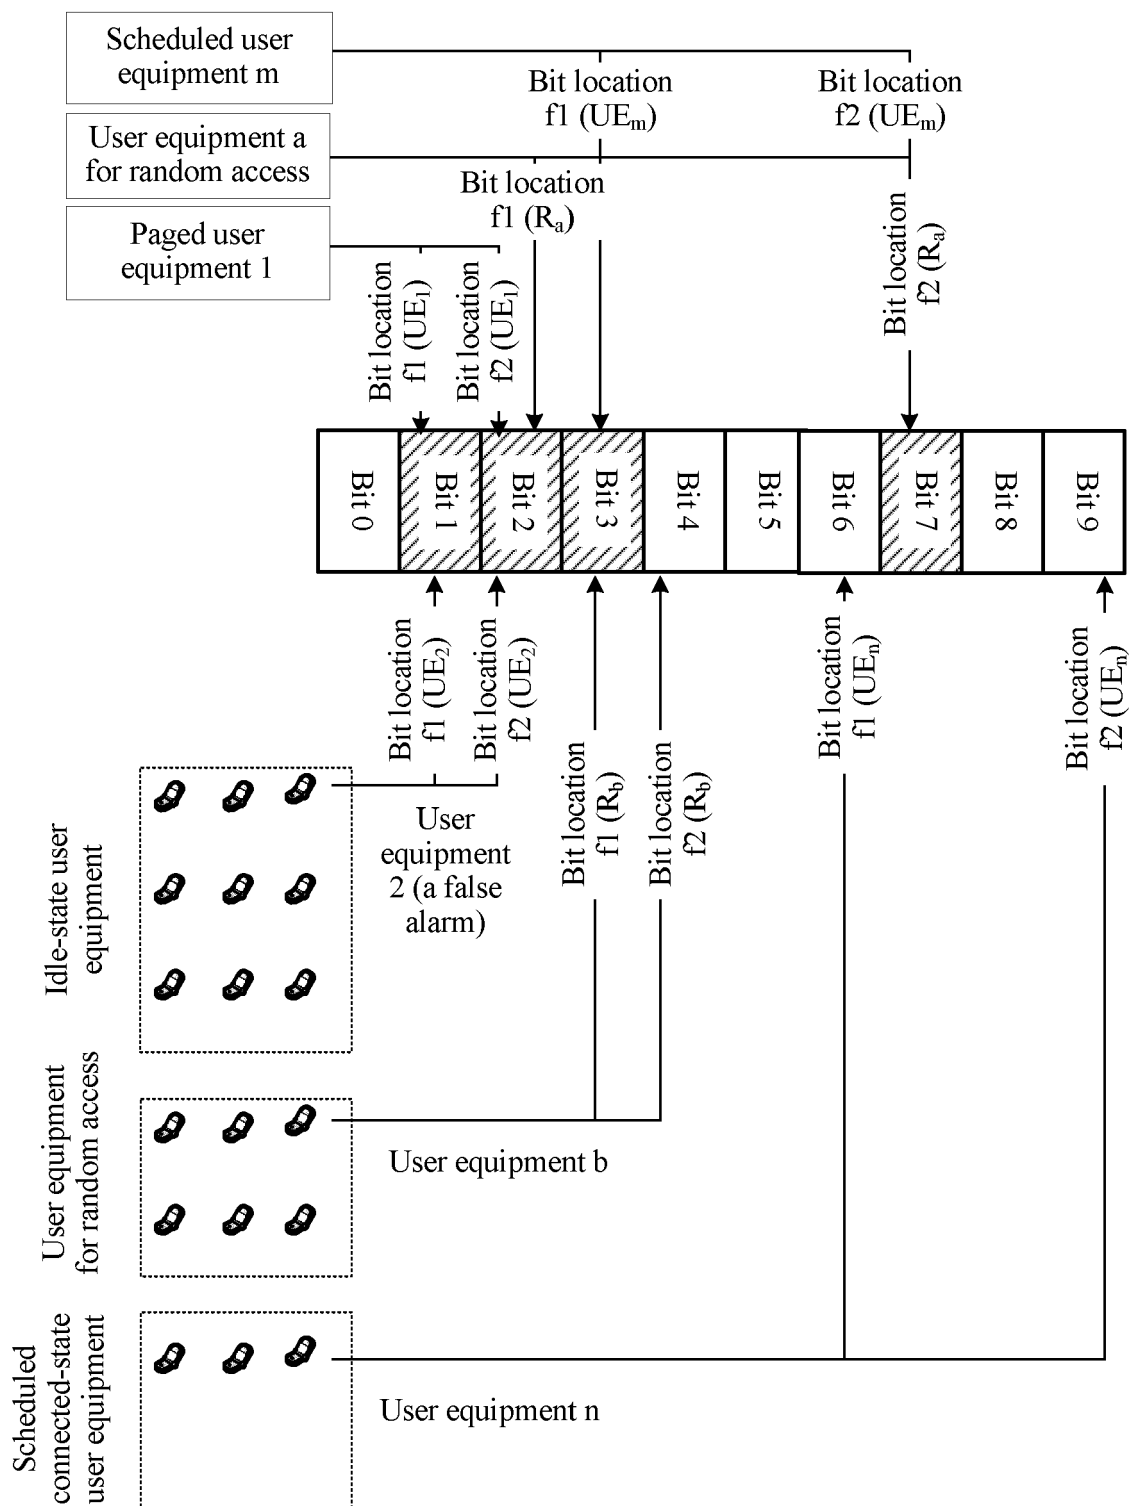 Scheduled user
equipment m
Bit location
f1 (UEm)
Bit location
f2 (UEm)
User equipment a
for random access
Bit location
f1 (Ra)
Bit location
f2 (Ra)
Paged user
equipment 1
Bit location
f1 (UE1)
Bit location
f2 (UE1)
Bit 0
Bit 1
Bit 2
Bit 3
Bit 4
Bit 5
Bit 6
Bit 7
Bit 8
Bit 9
Bit location
f1 (UE2)
Bit location
f2 (UE2)
Bit location
f1 (Rb)
Bit location
f2 (Rb)
Bit location
f1 (UEn)
Bit location
f2 (UEn)
Idle-state user
equipment
User
equipment
2 (a false
alarm)
User equipment
for random access
User equipment b
Scheduled
connected-state
user equipment
User equipment n